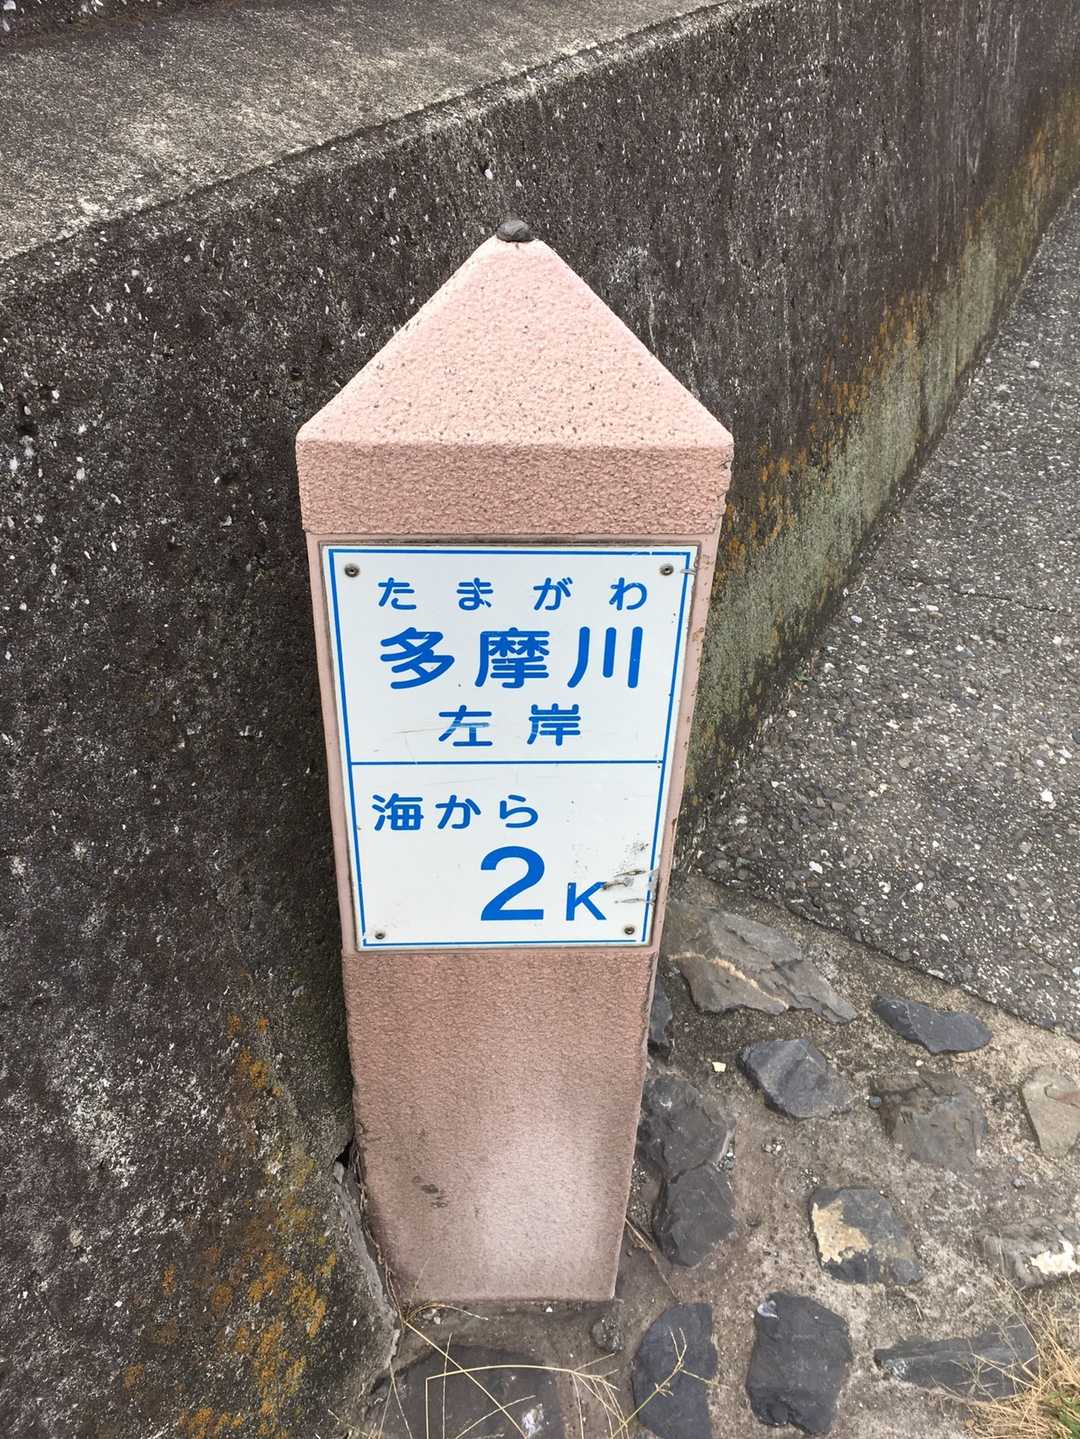 たまがわ
多摩川
左岸
海から
2K